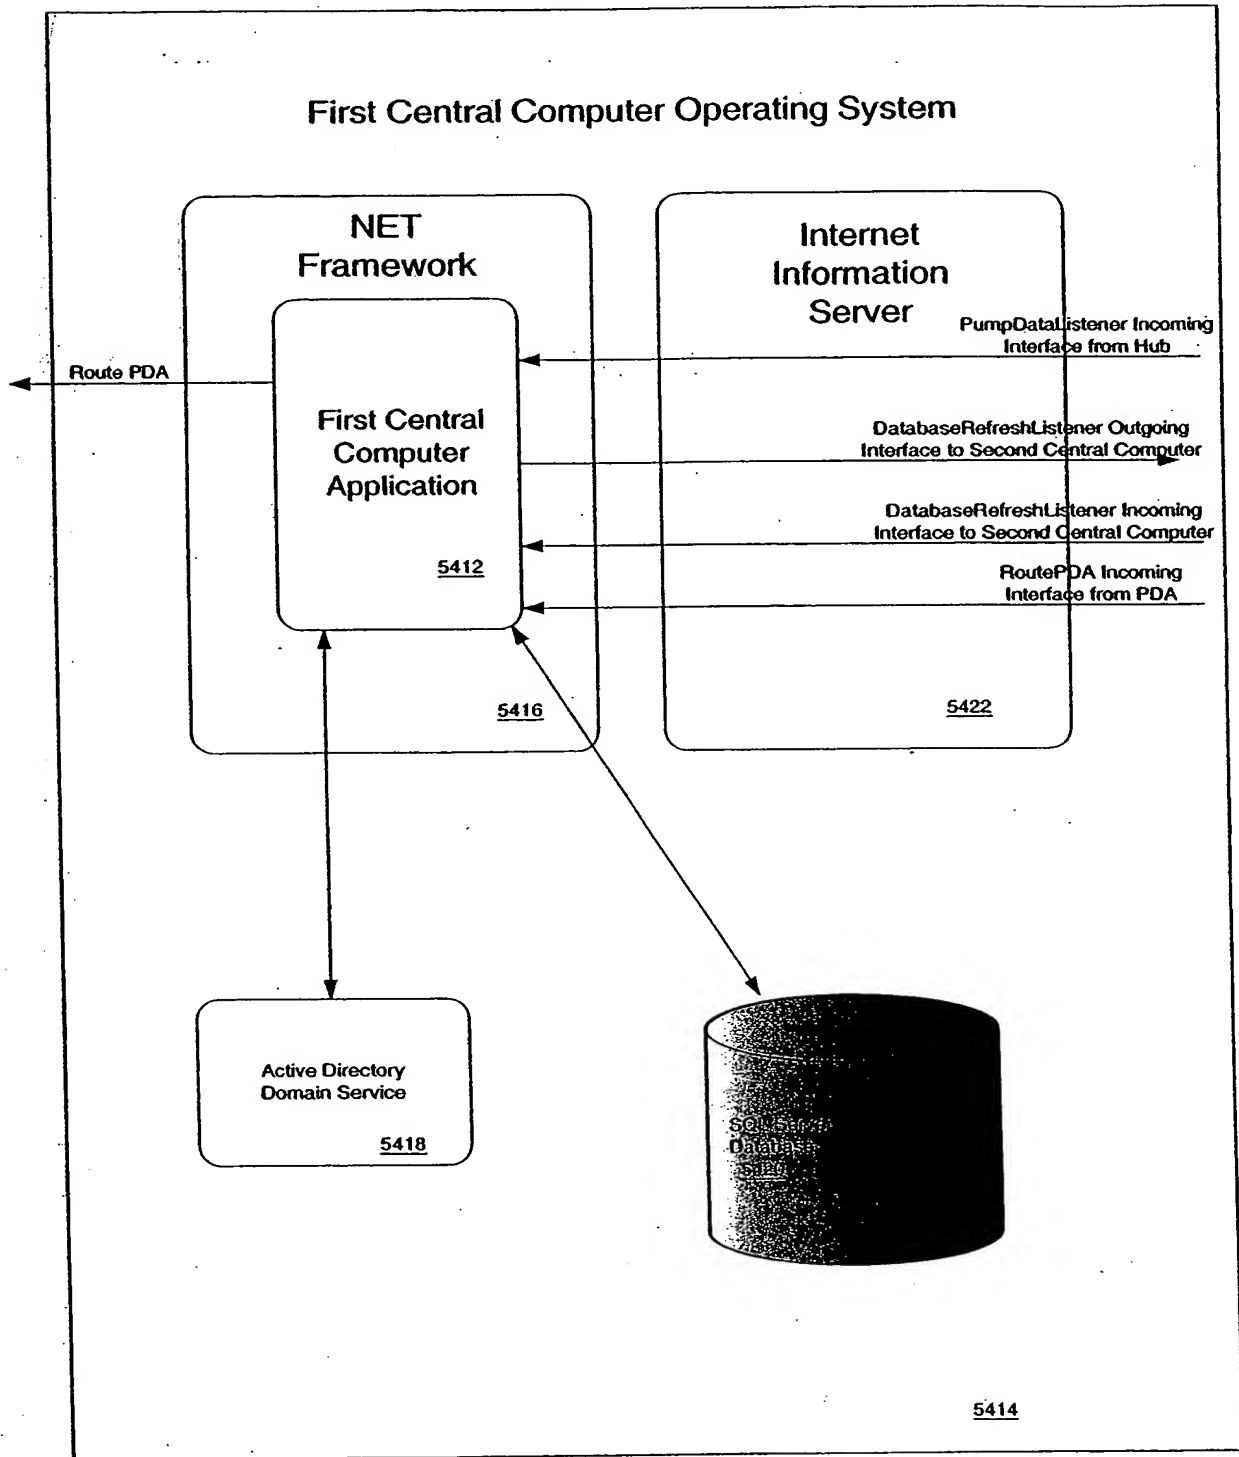 First Central Computer Operating System
NET
Framework
Internet
Information
Server
PumpDataListener Incoming
Interface from Hub
Route PDA
First Central
Computer
Application
DatabaseRefreshListener Outgoing
Interface to Second Central Computer
DatabaseRefreshListener Incoming
Interface to Second Central Computer
5412
RoutePDA Incoming
Interface from PDA
5416
5422
Active Directory
Domain Service
5418
SQL
Database
5414